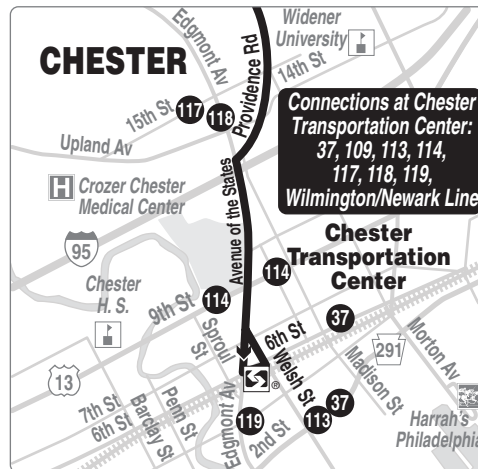 CHESTER
Edgmont Av
Providence Rd
Widener
University
14th St
15th St
117
118
Upland Av
Connections at Chester
Transportation Center:
37, 109, 113, 114,
117, 118, 119,
Wilmington/Newark Line
H
Crozer Chester
Medical Center
Avenue of the States
95
Chester
Transportation
Center
114
Chester
H. S.
9th St
114
Sproul
St
6th St
37
13
Welsh St
Madison St
291
Morton Av
7th St
6th St
Barclay St
Penn St
Edgmont Av
S
®
119
2nd St
113
37
Harrah's
Philadelphia